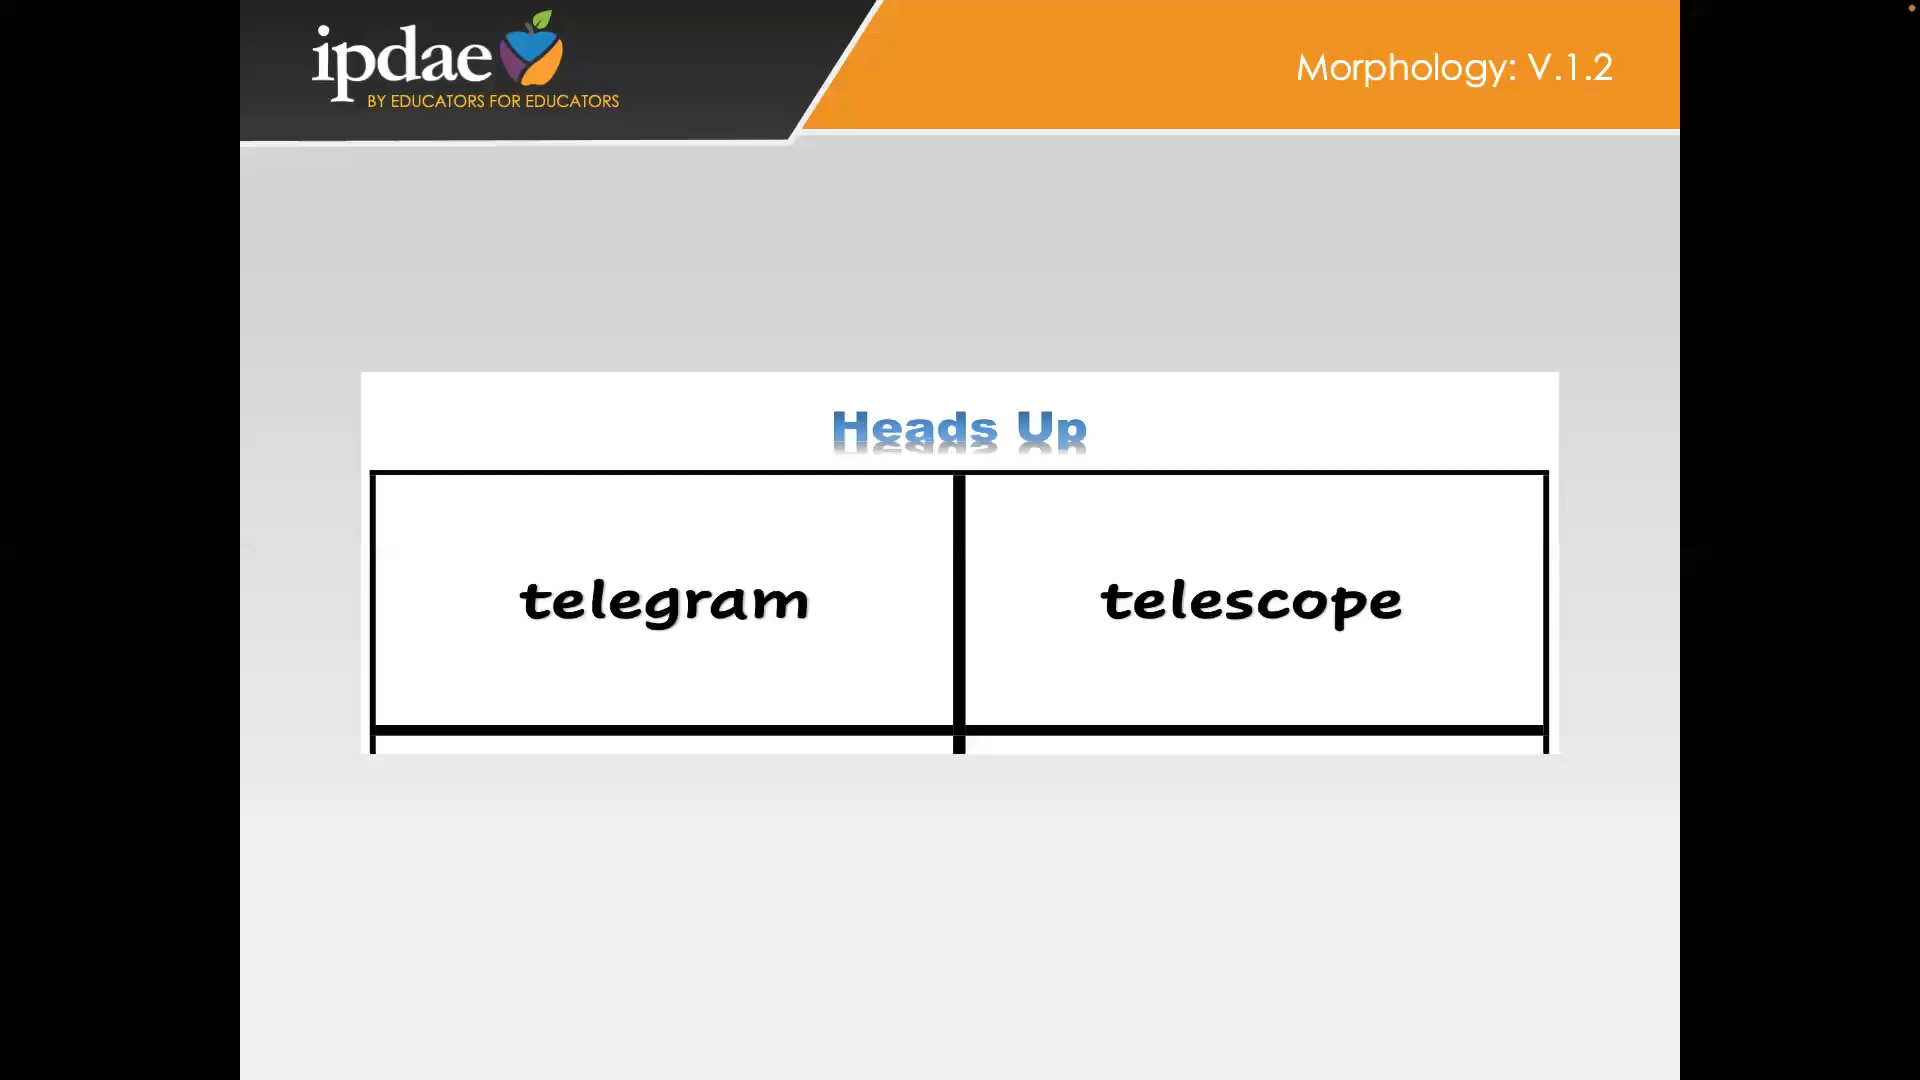 ipdae
BY EDUCATORS FOR EDUCATORS
Morphology: V.1.2
Heads Up
telegram
telescope